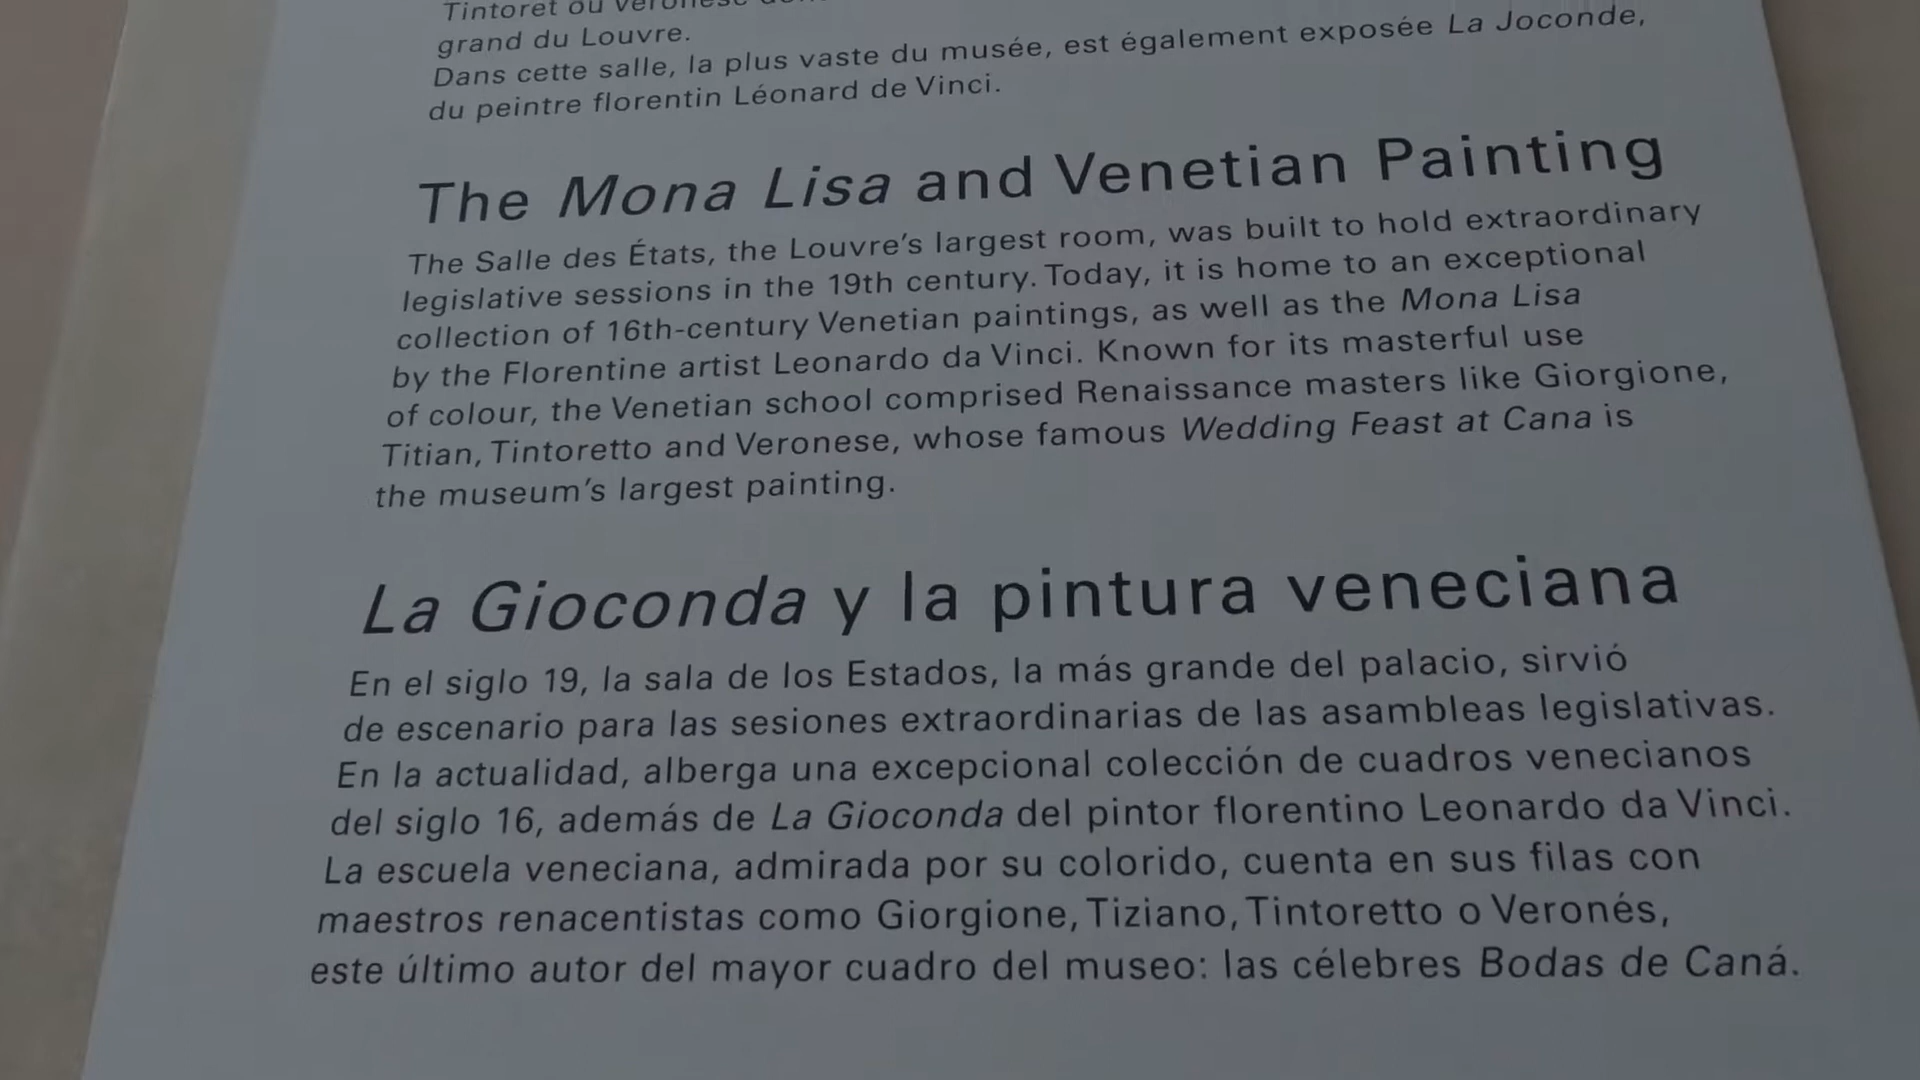 Tintoret ou Véronèse
grand du Louvre.
Dans cette salle, la plus vaste du musée, est également exposée La Joconde,
du peintre florentin Léonard de Vinci.
The Mona Lisa and Venetian Painting
The Salle des États, the Louvre’s largest room, was built to hold extraordinary
legislative sessions in the 19th century. Today, it is home to an exceptional
collection of 16th-century Venetian paintings, as well as the Mona Lisa
by the Florentine artist Leonardo da Vinci. Known for its masterful use
of colour, the Venetian school comprised Renaissance masters like Giorgione,
Titian, Tintoretto and Veronese, whose famous Wedding Feast at Cana is
the museum’s largest painting.
La Gioconda y la pintura veneciana
En el siglo 19, la sala de los Estados, la más grande del palacio, sirvió
de escenario para las sesiones extraordinarias de las asambleas legislativas.
En la actualidad, alberga una excepcional colección de cuadros venecianos
del siglo 16, además de La Gioconda del pintor florentino Leonardo da Vinci.
La escuela veneciana, admirada por su colorido, cuenta en sus filas con
maestros renacentistas como Giorgione, Tiziano, Tintoretto o Veronés,
este último autor del mayor cuadro del museo: las célebres Bodas de Caná.